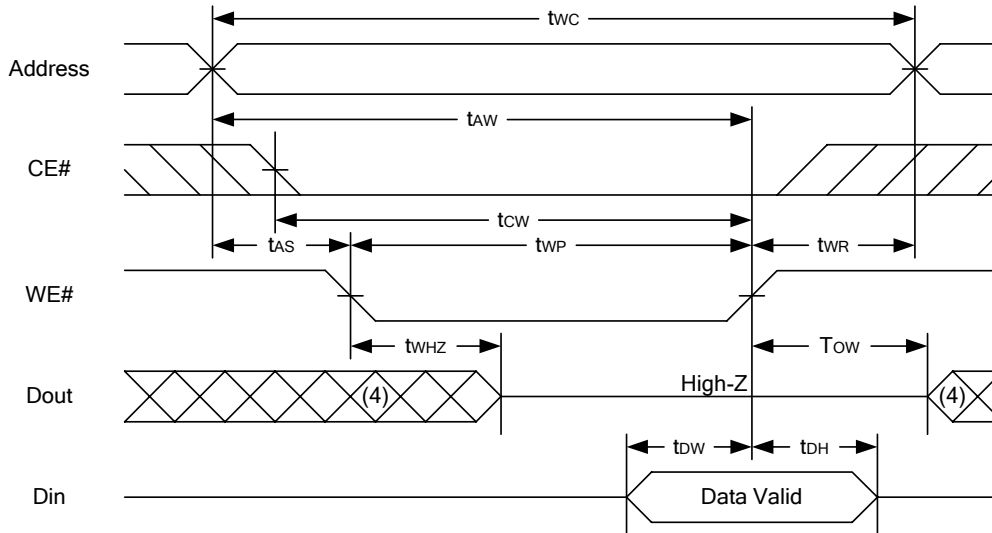 tWC
Address
tAW
CE#
tCW
tAS tWP tWR
WE#
tWHZ TOW
Dout (4) High-Z (4)
tDW tDH
Din Data Valid